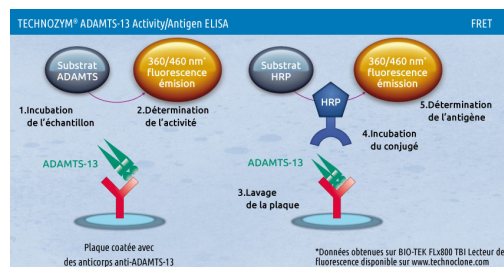 TECHNOZYM® ADAMTS-13 Activity/Antigen ELISA
FRET
Substrat
ADAMTS
360/460 nm*
fluorescence
émission
1.Incubation
de l'échantillon
2.Détermination
de l'activité
ADAMTS-13
Plaque coatée avec
des anticorps anti-ADAMTS-13
Substrat
HRP
360/460 nm*
fluorescence
émission
HRP
5.Détermination
de l'antigène
4.Incubation
du conjugé
ADAMTS-13
3.Lavage
de la plaque
*Données obtenues sur BIO-TEK FLx800 TBI Lecteur de
fluorescence disponible sur www.technoclone.com